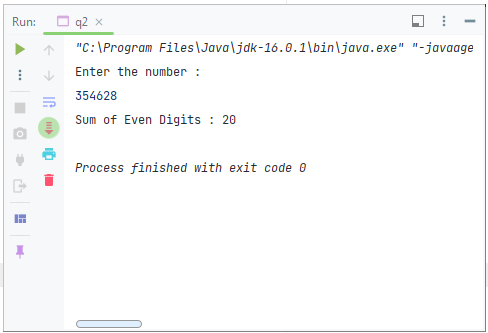 Run: q2
"C:\Program Files\Java\jdk-16.0.1\bin\java.exe" "-javaage
Enter the number :
354628
Sum of Even Digits : 20
Process finished with exit code 0